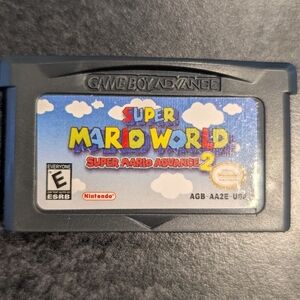 GAME BOY ADVANCE
SUPER
MARIO WORLD
SUPER MARIO ADVANCE 2
EVERYONE
E
ESRB
Nintendo
AGB-AA2E-USA